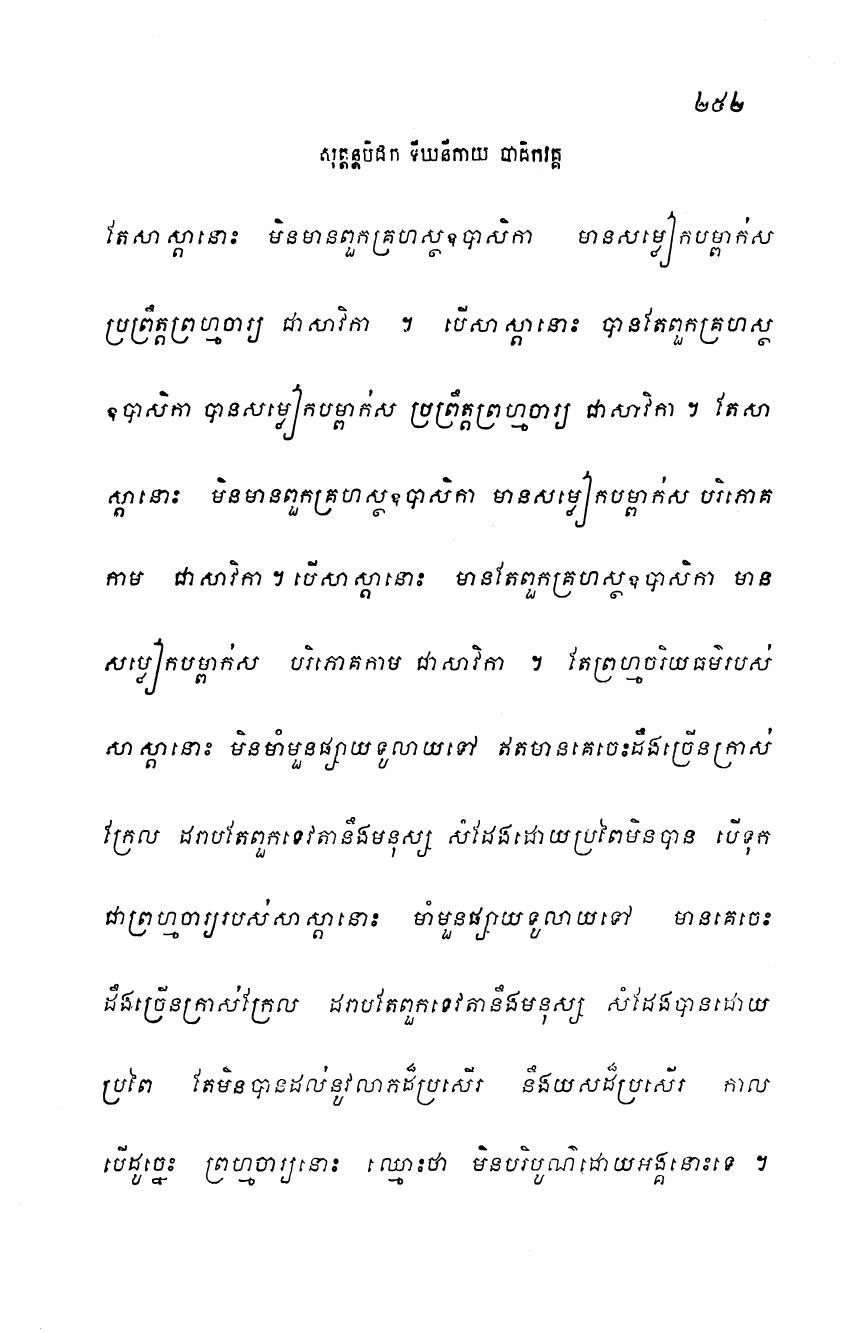 ២៥២
សុត្តន្តបិដក ទីឃនិកាយ បាដិកវគ្គ
តែសាស្តានោះ មិនមានពួកគ្រហស្ថឧបាសិកា មានសម្លៀកបម្ពាក់ស
ប្រព្រឹត្តព្រហ្មចារ្យ ជាសាវិកា ។ បើសាស្តានោះ បានតែពួកគ្រហស្ថ
ឧបាសិកា បានសម្លៀកបម្ពាក់ស ប្រព្រឹត្តព្រហ្មចារ្យ ជាសាវិកា ។ តែសា
ស្តានោះ មិនមានពួកគ្រហស្ថឧបាសិកា មានសម្លៀកបម្ពាក់ស បរិភោគ
កាម ជាសាវិកា ។ បើសាស្តានោះ មានតែពួកគ្រហស្ថឧបាសិកា មាន
សម្លៀកបម្ពាក់ស បរិភោគកាម ជាសាវិកា ។ តែព្រហ្មចរិយធម៌របស់
សាស្តានោះ មិនមាំមួនផ្សាយទូលាយទៅ ឥតមានគេចេះដឹងច្រើនក្រាស់
ក្រែល ដរាបតែពួកទេវតានឹងមនុស្ស សំដែងដោយប្រពៃមិនបាន បើទុក
ជាព្រហ្មចារ្យរបស់សាស្តានោះ មាំមួនផ្សាយទូលាយទៅ មានគេចេះ
ដឹងច្រើនក្រាស់ក្រែល ដរាបតែពួកទេវតានឹងមនុស្ស សំដែងបានដោយ
ប្រពៃ តែមិនបានដល់នូវលាភដ៏ប្រសើរ នឹងយសដ៏ប្រសើរ កាល
បើដូច្នេះ ព្រហ្មចារ្យនោះ ឈ្មោះថា មិនបរិបូណ៌ដោយអង្គនោះទេ ។